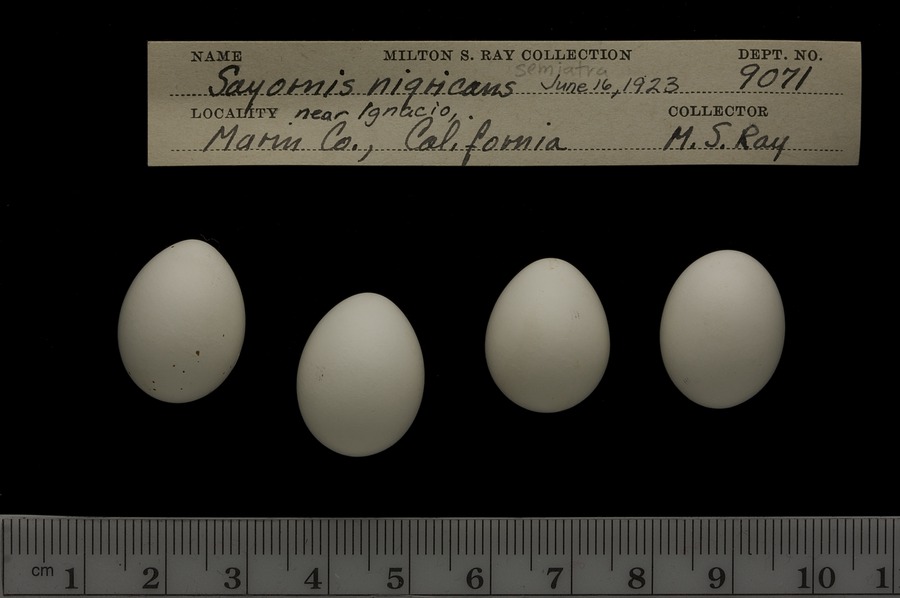 NAME MILTON S. RAY COLLECTION DEPT. NO.
semiatra
Sayornis nigricans June 16, 1923 9071
LOCALITY near Ignacio, COLLECTOR
Marin Co., California M. S. Ray
cm 1 2 3 4 5 6 7 8 9 10 1